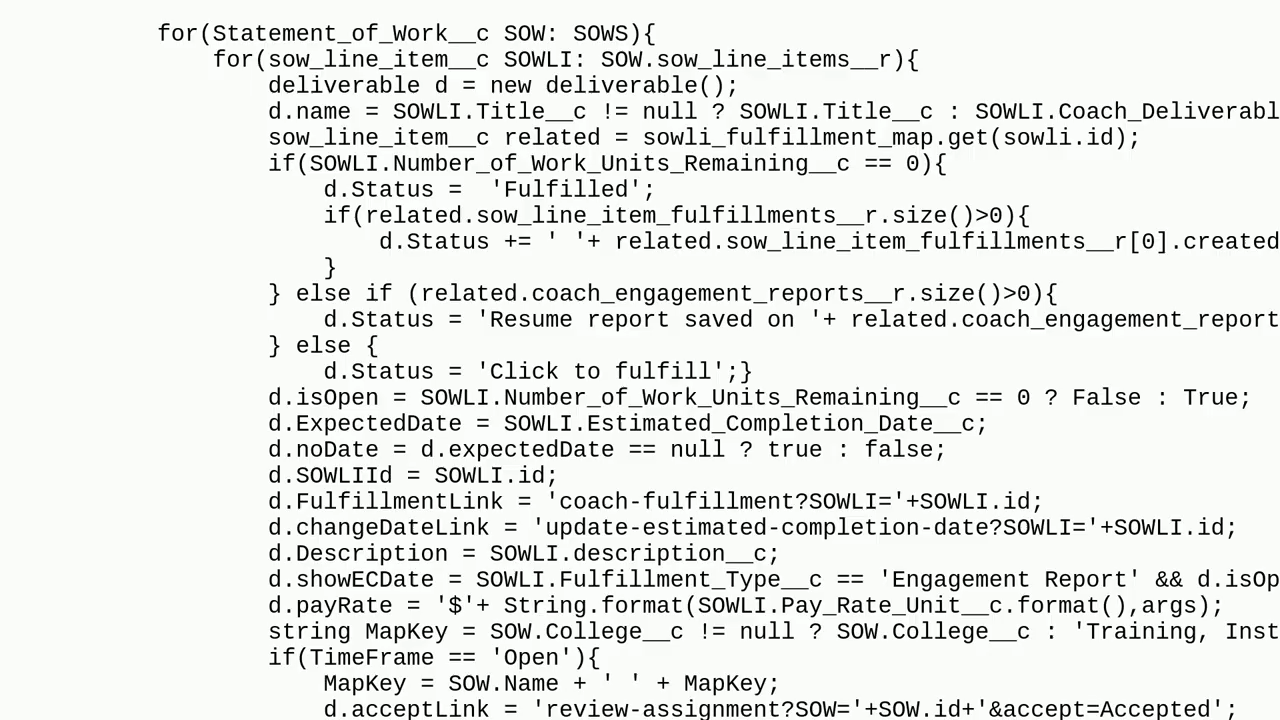 for(Statement_of_Work__c SOW: SOWS){
for(sow_line_item__c SOWLI: SOW.sow_line_items__r){
deliverable d = new deliverable();
d.name = SOWLI.Title__c != null ? SOWLI.Title__c : SOWLI.Coach_Deliverabl
sow_line_item__c related = sowli_fulfillment_map.get(sowli.id);
if(SOWLI.Number_of_Work_Units_Remaining__c == 0){
d.Status =  'Fulfilled';
if(related.sow_line_item_fulfillments__r.size()>0){
d.Status += ' '+ related.sow_line_item_fulfillments__r[0].created
}
} else if (related.coach_engagement_reports__r.size()>0){
d.Status = 'Resume report saved on '+ related.coach_engagement_report
} else {
d.Status = 'Click to fulfill';}
d.isOpen = SOWLI.Number_of_Work_Units_Remaining__c == 0 ? False : True;
d.ExpectedDate = SOWLI.Estimated_Completion_Date__c;
d.noDate = d.expectedDate == null ? true : false;
d.SOWLIId = SOWLI.id;
d.FulfillmentLink = 'coach-fulfillment?SOWLI='+SOWLI.id;
d.changeDateLink = 'update-estimated-completion-date?SOWLI='+SOWLI.id;
d.Description = SOWLI.description__c;
d.showECDate = SOWLI.Fulfillment_Type__c == 'Engagement Report' && d.isOp
d.payRate = '$'+ String.format(SOWLI.Pay_Rate_Unit__c.format(),args);
string MapKey = SOW.College__c != null ? SOW.College__c : 'Training, Inst
if(TimeFrame == 'Open'){
MapKey = SOW.Name + ' ' + MapKey;
d.acceptLink = 'review-assignment?SOW='+SOW.id+'&accept=Accepted';